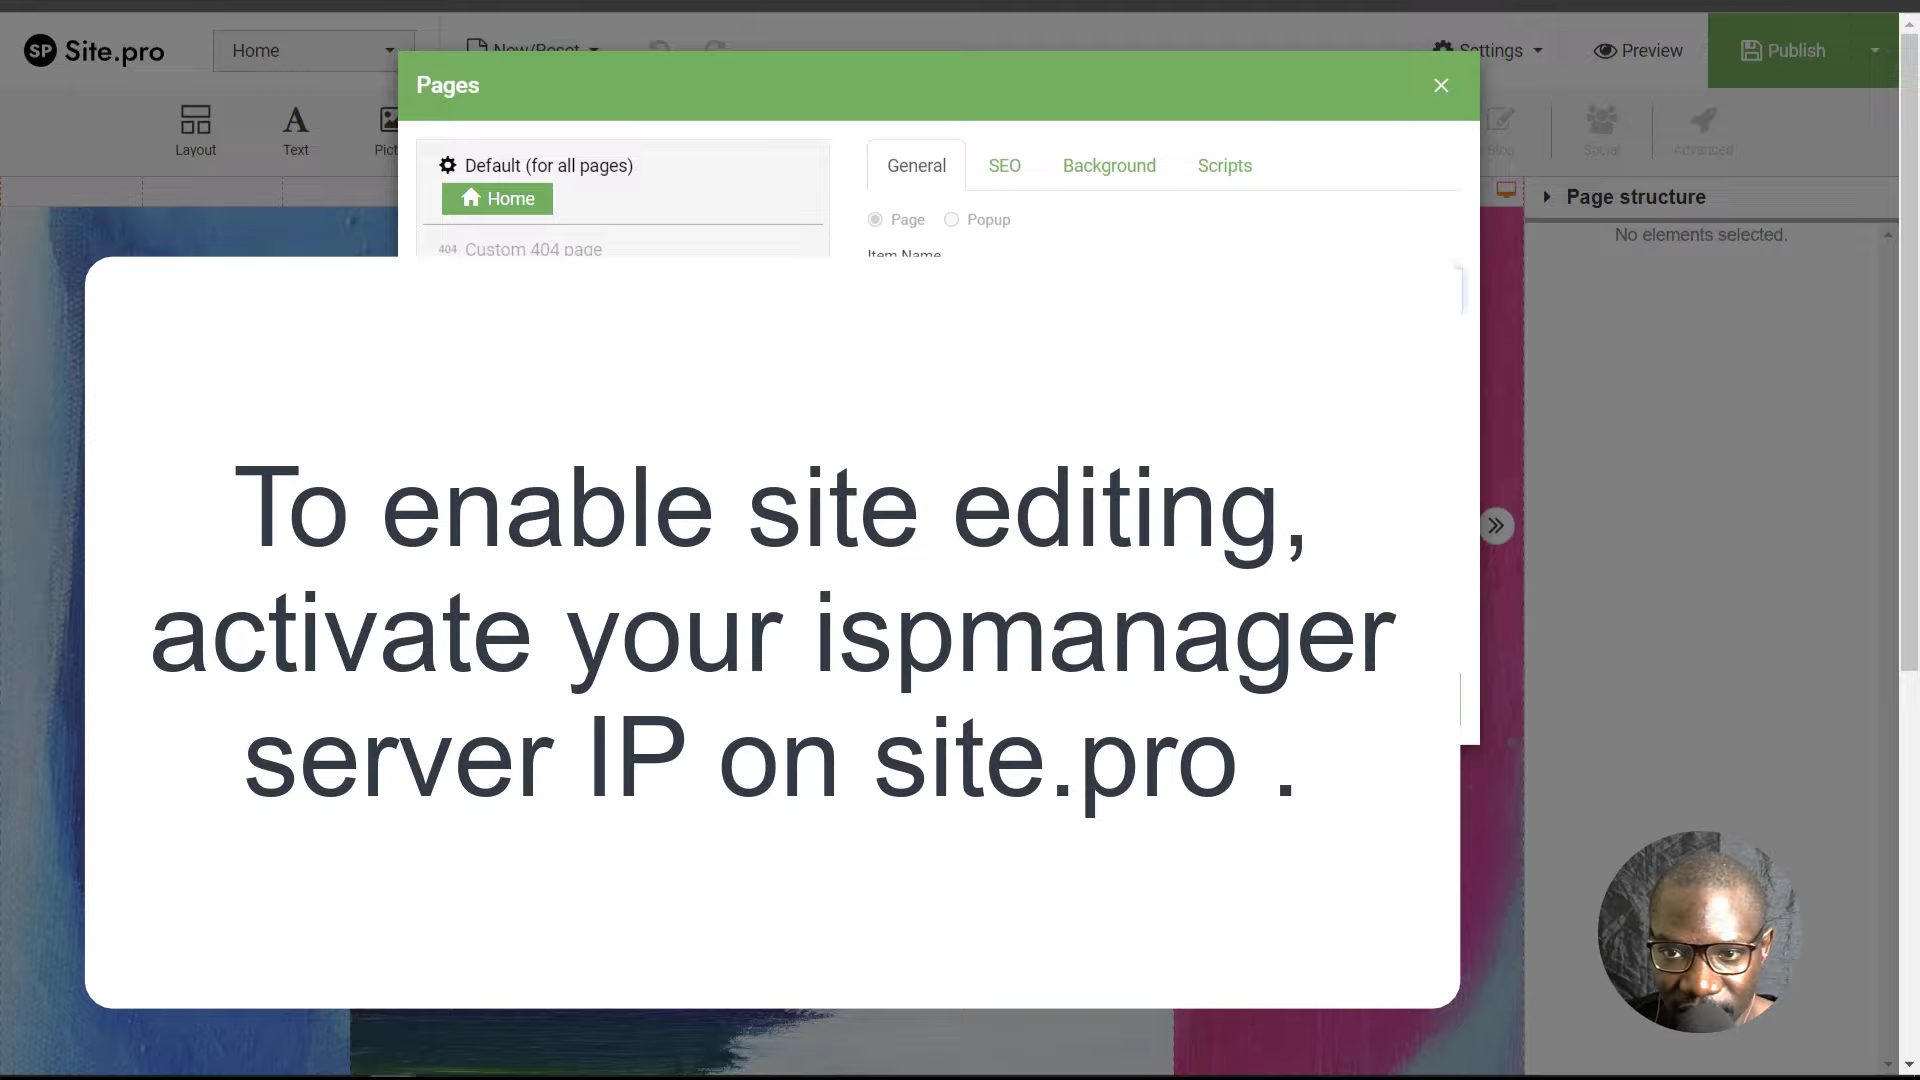 SP Site.pro
Home
New/Reset
Settings
Preview
Publish
Pages
Layout
Text
Default (for all pages)
Home
404 Custom 404 page
General
SEO
Background
Scripts
Page
Popup
Item Name
Blog
Social
Advanced
Page structure
No elements selected.
To enable site editing,
activate your ispmanager
server IP on site.pro .